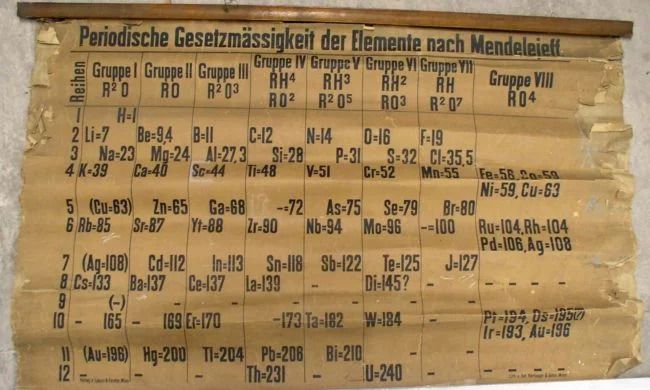 Periodische Gesetzmässigkeit der Elemente nach Mendelejeff.
Reihen Gruppe I Gruppe II Gruppe III Gruppe IV Gruppe V Gruppe VI Gruppe VII Gruppe VIII
R²O RO R²O³ RH⁴ RH³ RH² RH RO⁴
RO² R²O⁵ RO³ R²O⁷
1 H=1
2 Li=7 Be=9,4 B=11 C=12 N=14 O=16 F=19
3 Na=23 Mg=24 Al=27,3 Si=28 P=31 S=32 Cl=35,5
4 K=39 Ca=40 Sc=44 Ti=48 V=51 Cr=52 Mn=55 Fe=56, Co=59
Ni=59, Cu=63
5 (Cu=63) Zn=65 Ga=68 -=72 As=75 Se=79 Br=80
6 Rb=85 Sr=87 Yt=88 Zr=90 Nb=94 Mo=96 -=100 Ru=104, Rh=104
Pd=106, Ag=108
7 (Ag=108) Cd=112 In=113 Sn=118 Sb=122 Te=125 J=127
8 Cs=133 Ba=137 Ce=137 La=139 - Di=145? - -
9 (-) - - - - - - -
10 - 165 - 169 Er=170 -173 Ta=182 W=184 - Pt=194, Os=195(?)
Ir=193, Au=196
11 (Au=196) Hg=200 Tl=204 Pb=206 Bi=210 - -
12 - - - Th=231 - U=240 - -